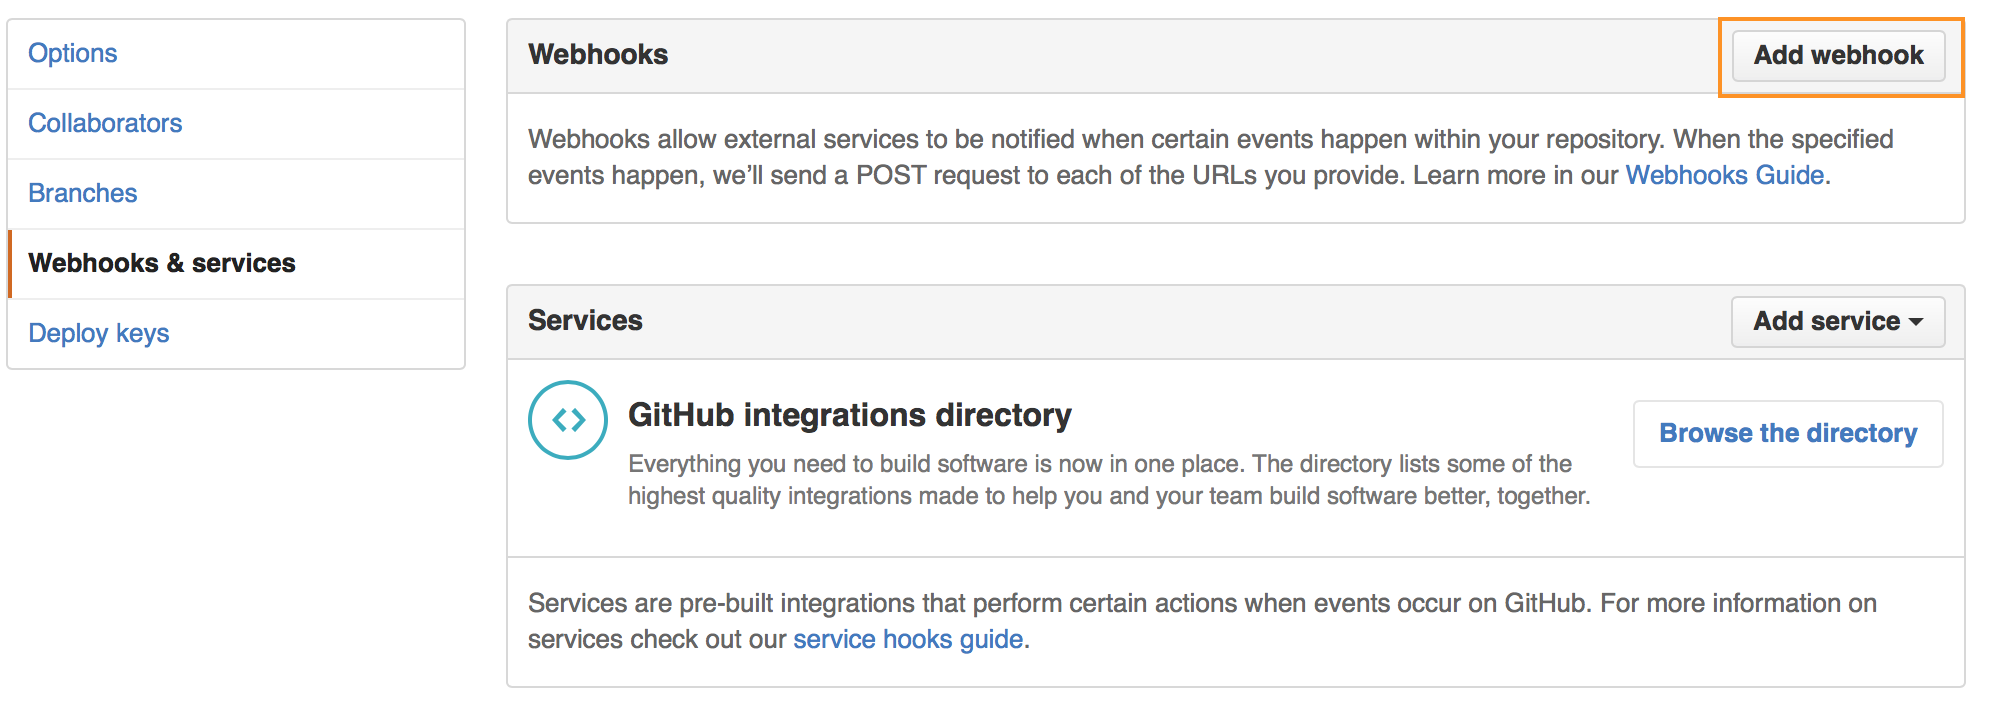 Options
Collaborators
Branches
Webhooks & services
Deploy keys
Webhooks
Add webhook
Webhooks allow external services to be notified when certain events happen within your repository. When the specified
events happen, we’ll send a POST request to each of the URLs you provide. Learn more in our Webhooks Guide.
Services
Add service
GitHub integrations directory
Everything you need to build software is now in one place. The directory lists some of the
highest quality integrations made to help you and your team build software better, together.
Browse the directory
Services are pre-built integrations that perform certain actions when events occur on GitHub. For more information on
services check out our service hooks guide.